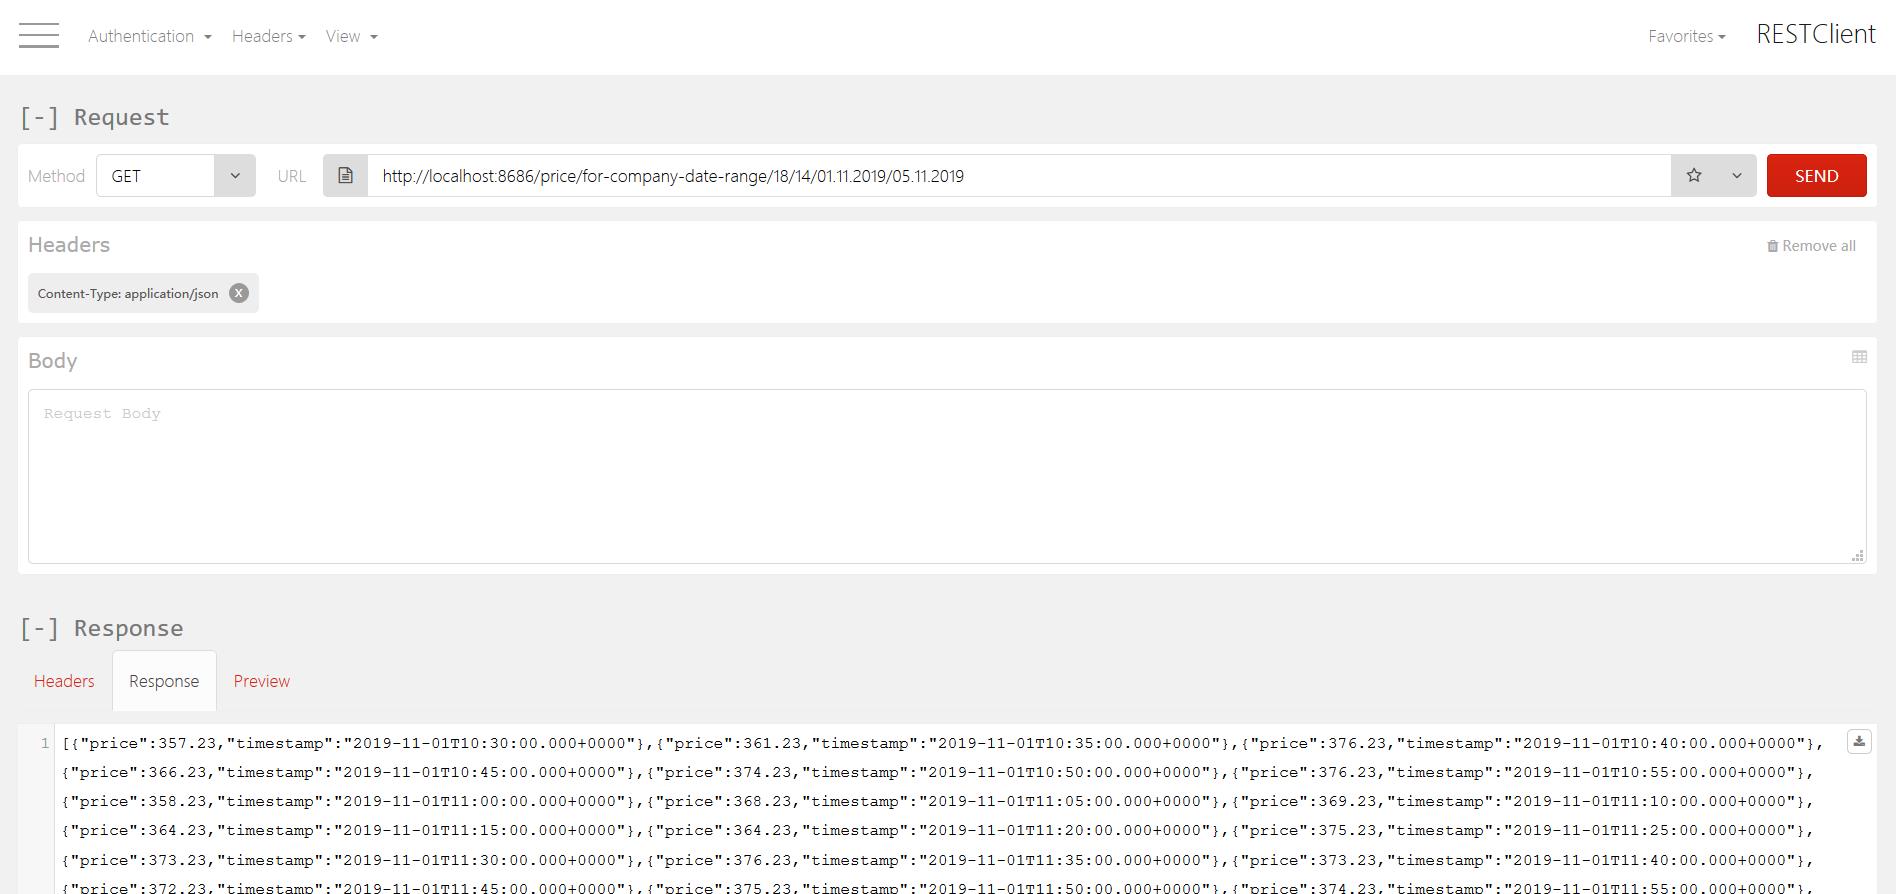 Authentication Headers View Favorites RESTClient
[-] Request
Method GET URL http://localhost:8686/price/for-company-date-range/18/14/01.11.2019/05.11.2019 SEND
Headers Remove all
Content-Type: application/json x
Body
Request Body
[-] Response
Headers Response Preview
1 [{"price":357.23,"timestamp":"2019-11-01T10:30:00.000+0000"},{"price":361.23,"timestamp":"2019-11-01T10:35:00.000+0000"},{"price":376.23,"timestamp":"2019-11-01T10:40:00.000+0000"},
{"price":366.23,"timestamp":"2019-11-01T10:45:00.000+0000"},{"price":374.23,"timestamp":"2019-11-01T10:50:00.000+0000"},{"price":376.23,"timestamp":"2019-11-01T10:55:00.000+0000"},
{"price":358.23,"timestamp":"2019-11-01T11:00:00.000+0000"},{"price":368.23,"timestamp":"2019-11-01T11:05:00.000+0000"},{"price":369.23,"timestamp":"2019-11-01T11:10:00.000+0000"},
{"price":364.23,"timestamp":"2019-11-01T11:15:00.000+0000"},{"price":364.23,"timestamp":"2019-11-01T11:20:00.000+0000"},{"price":375.23,"timestamp":"2019-11-01T11:25:00.000+0000"},
{"price":373.23,"timestamp":"2019-11-01T11:30:00.000+0000"},{"price":376.23,"timestamp":"2019-11-01T11:35:00.000+0000"},{"price":373.23,"timestamp":"2019-11-01T11:40:00.000+0000"},
{"price":372.23,"timestamp":"2019-11-01T11:45:00.000+0000"},{"price":375.23,"timestamp":"2019-11-01T11:50:00.000+0000"},{"price":374.23,"timestamp":"2019-11-01T11:55:00.000+0000"},